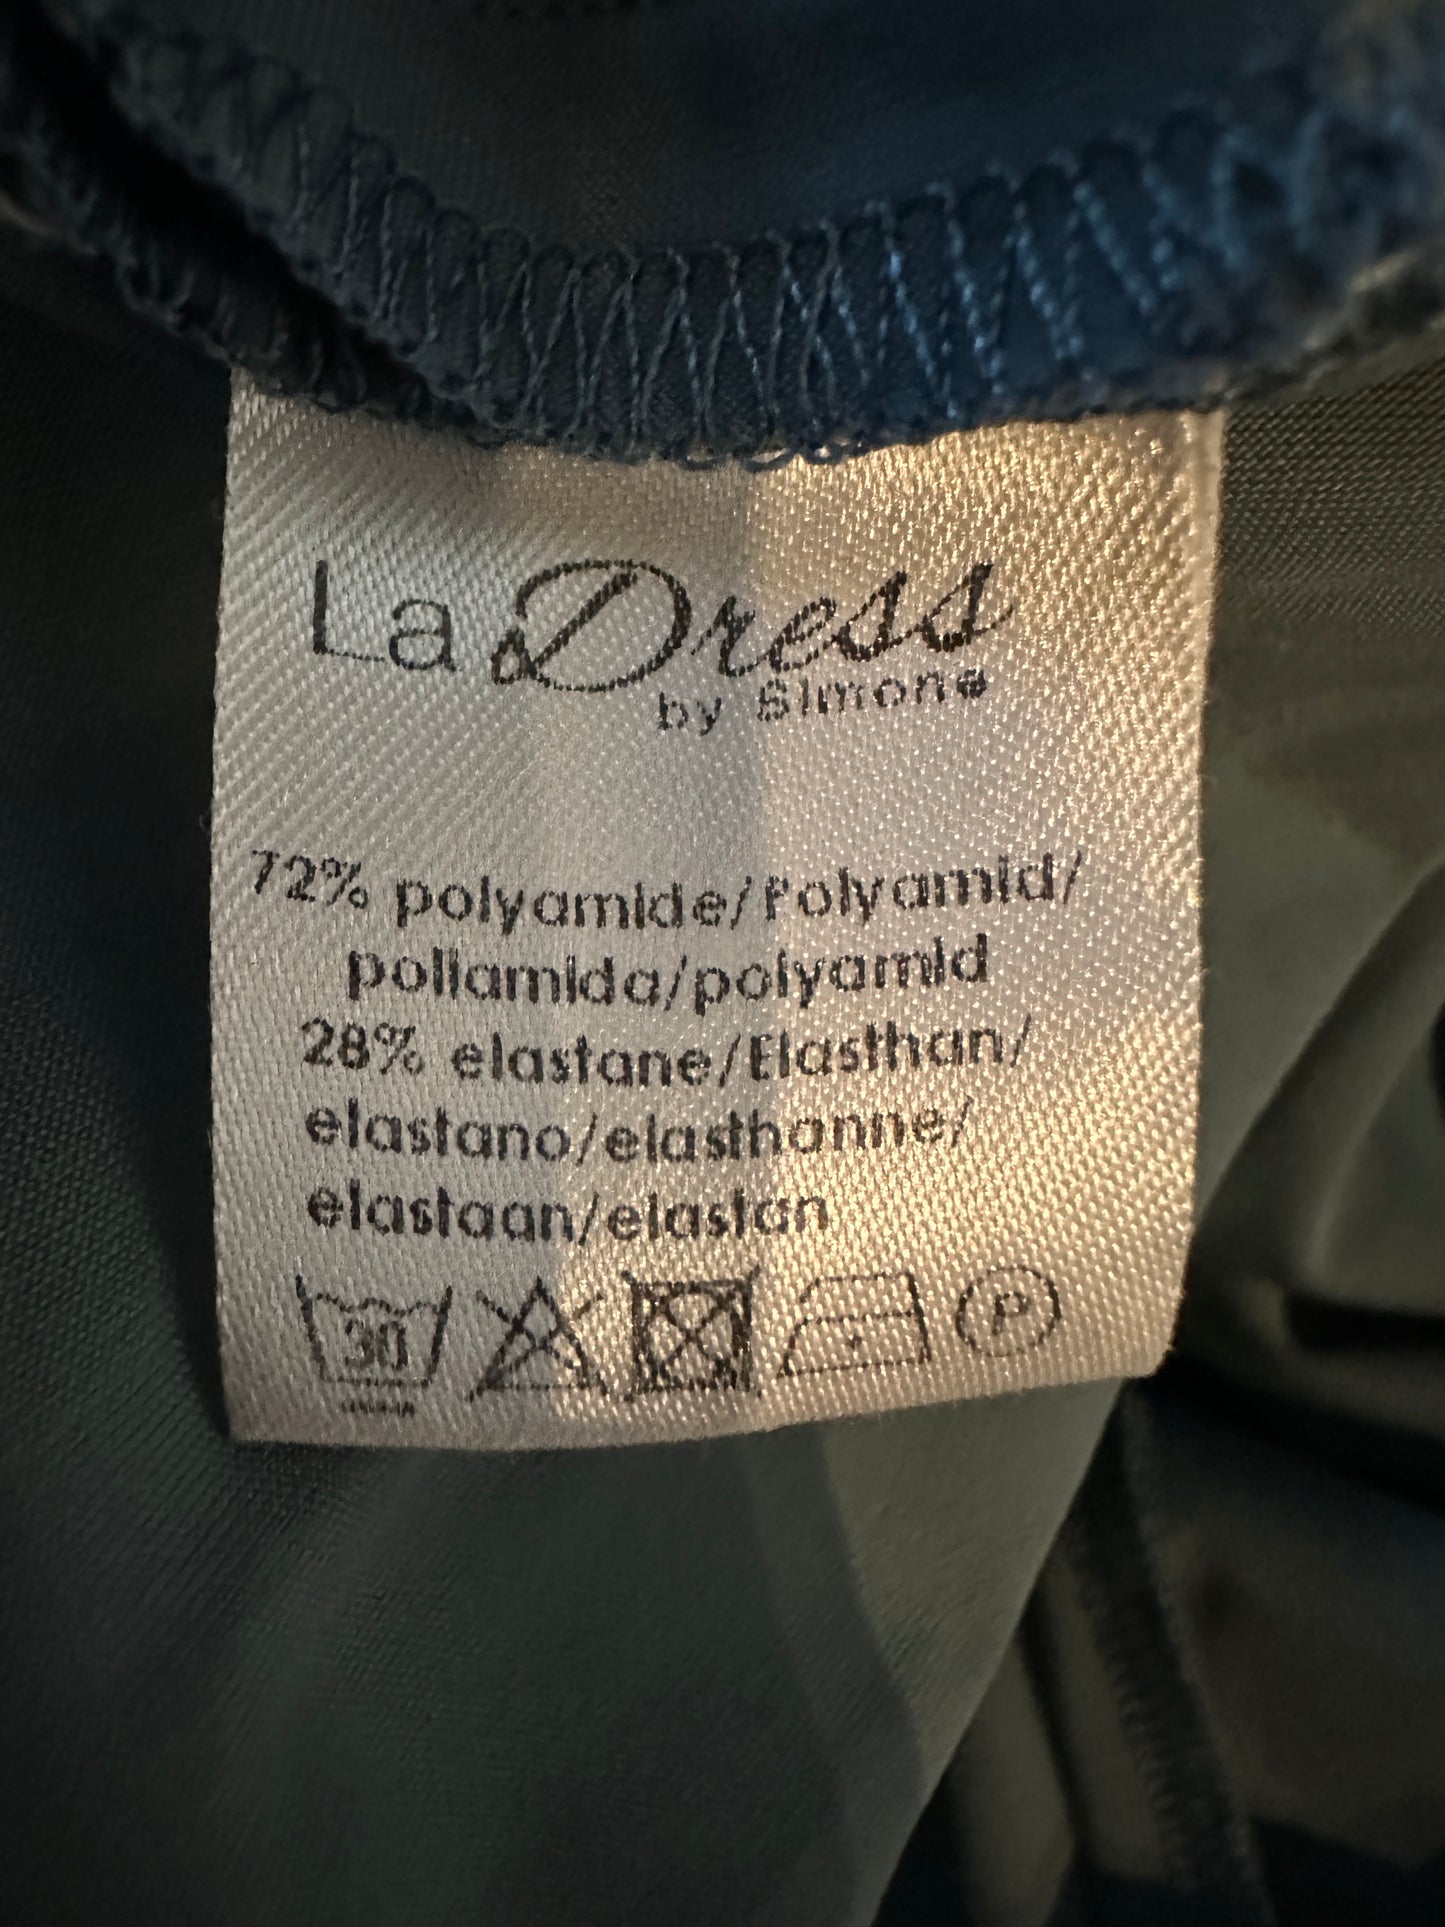 La Dress
by Simone
72% polyamide/Polyamid/
poliamida/polyamid
28% elastane/Elasthan/
elastano/elasthanne/
elastaan/elastan
30
P